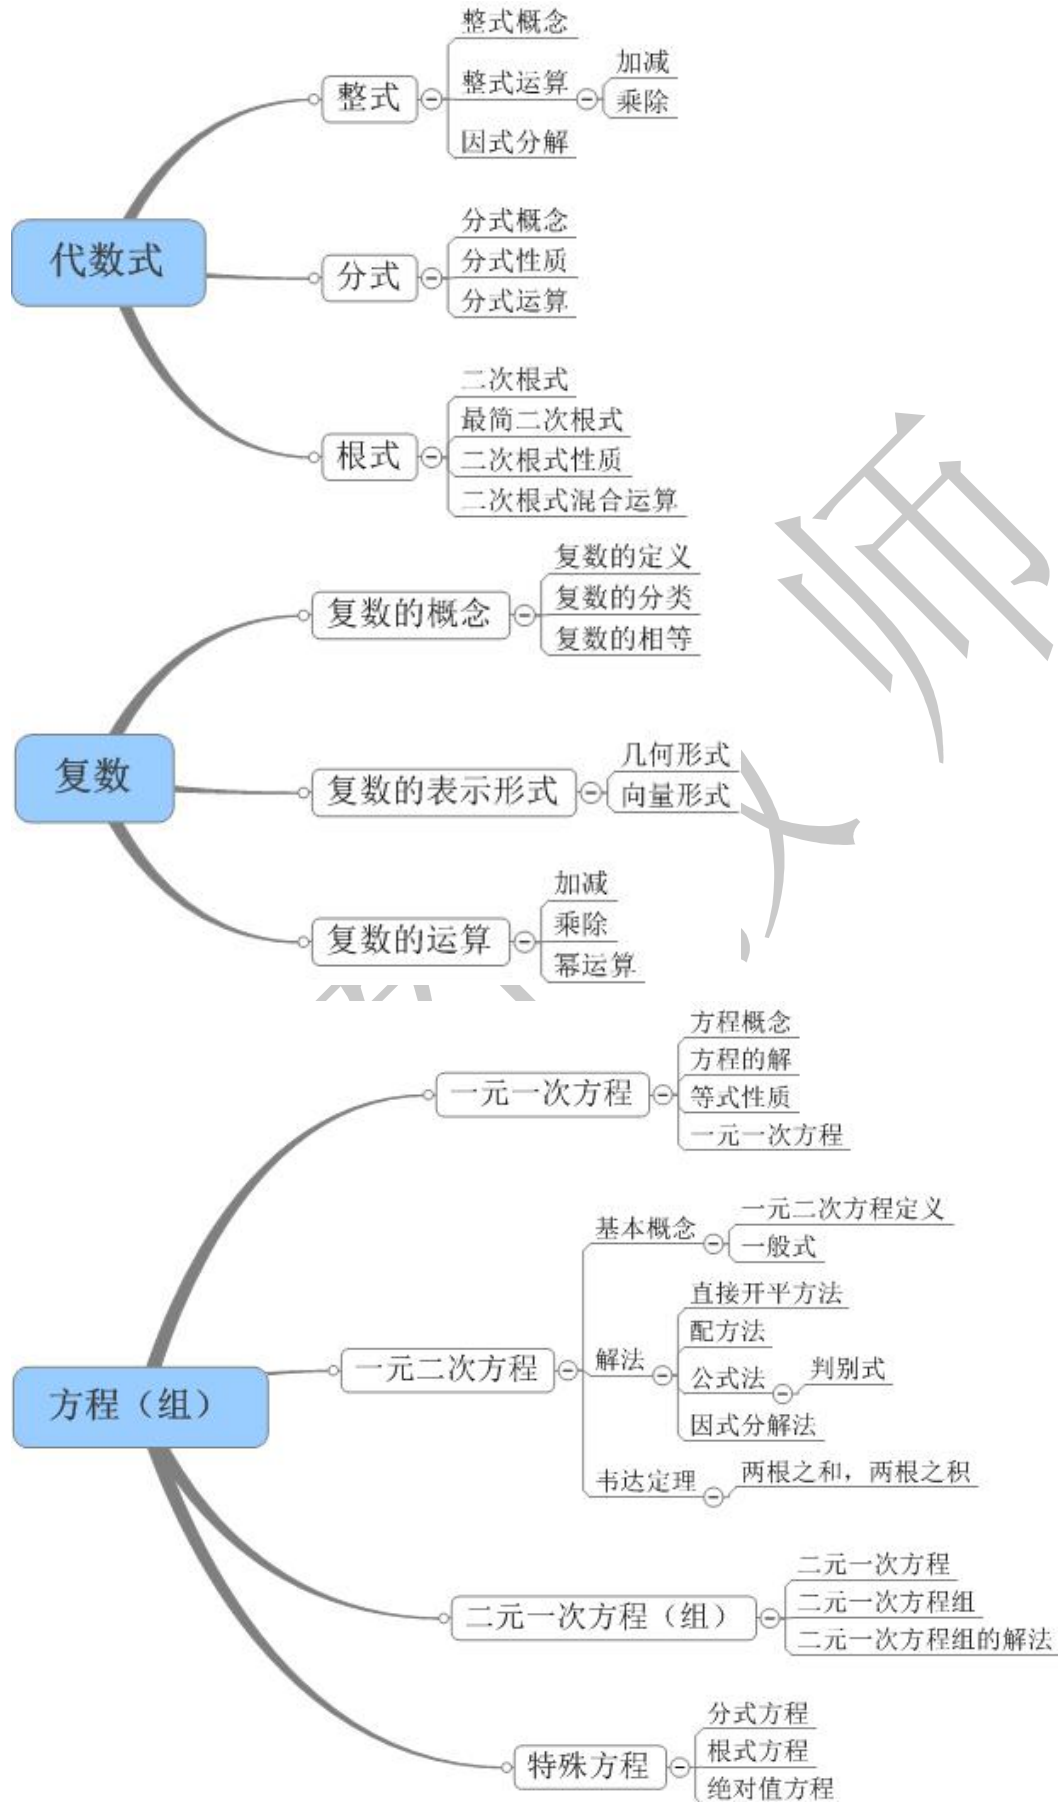 整式概念
加减
整式运算
整式
乘除
因式分解
分式概念
代数式
分式性质
分式
分式运算
二次根式
最简二次根式
根式
二次根式性质
二次根式混合运算
复数的定义
复数的分类
复数的概念
复数的相等
几何形式
复数
复数的表示形式
向量形式
加减
乘除
复数的运算
幂运算
方程概念
方程的解
一元一次方程
等式性质
一元一次方程
一元二次方程定义
基本概念
一般式
直接开平方法
配方法
解法
一元二次方程
判别式
公式法
方程（组）
因式分解法
两根之和，两根之积
韦达定理
二元一次方程
二元一次方程组
二元一次方程（组）
二元一次方程组的解法
分式方程
根式方程
特殊方程
绝对值方程
师